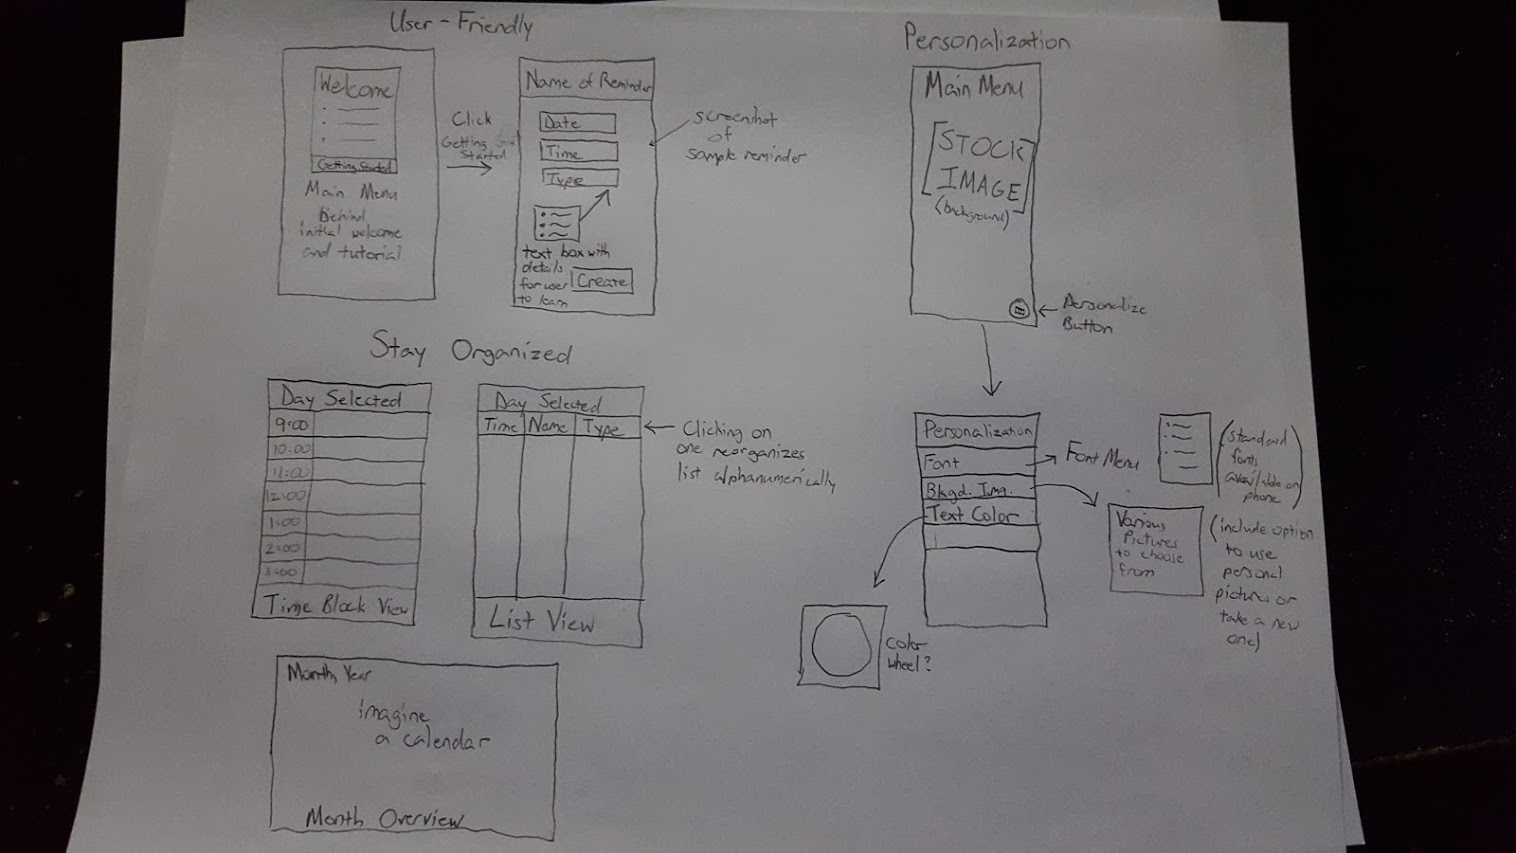 User-Friendly
Welcome
Getting Started
Main Menu
Behind
initial welcome
and tutorial
Click
Getting
Started
Name of Reminder
Date
Time
Type
text box with
details
for user
to learn
Create
screenshot
of
sample reminder
Personalization
Main Menu
[STOCK
IMAGE]
(background)
Personalize
Button
Stay Organized
Day Selected
9:00
10:00
11:00
12:00
1:00
2:00
3:00
Time Block View
Day Selected
Time Name Type
List View
Clicking on
one reorganizes
list alphanumerically
Month, Year
imagine
a calendar
Month Overview
Personalization
Font
Bkgd. Img.
Text Color
Font Menu
(standard
fonts
available on
phone)
Various
Pictures
to choose
from
(include option
to use
personal
pictures or
take a new
one)
color
wheel?